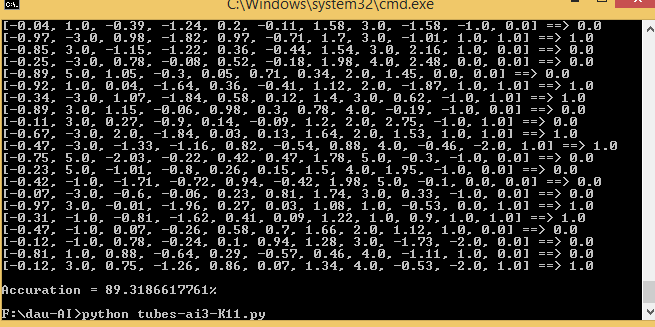 C:\Windows\system32\cmd.exe
[-0.04, 1.0, -0.39, -1.24, 0.2, -0.11, 1.58, 3.0, -1.58, -1.0, 0.0] ==> 0.0
[-0.97, -3.0, 0.98, -1.82, 0.97, -0.71, 1.7, 3.0, -1.01, 1.0, 1.0] ==> 1.0
[-0.85, 3.0, -1.15, -1.22, 0.36, -0.44, 1.54, 3.0, 2.16, 1.0, 0.0] ==> 0.0
[-0.25, -3.0, 0.78, -0.08, 0.52, -0.18, 1.98, 4.0, 2.48, 0.0, 0.0] ==> 0.0
[-0.89, 5.0, 1.05, -0.3, 0.05, 0.71, 0.34, 2.0, 1.45, 0.0, 0.0] ==> 0.0
[-0.92, 1.0, 0.04, -1.64, 0.36, -0.41, 1.12, 2.0, -1.87, 1.0, 1.0] ==> 1.0
[-0.34, -3.0, 1.07, -1.84, 0.58, 0.12, 1.4, 3.0, 0.62, -1.0, 1.0] ==> 1.0
[-0.89, 3.0, 1.15, -0.06, 0.98, 0.3, 0.78, 4.0, -0.19, -1.0, 0.0] ==> 0.0
[-0.11, 3.0, 0.27, -0.9, 0.14, -0.09, 1.2, 2.0, 2.75, -1.0, 1.0] ==> 1.0
[-0.67, -3.0, 2.0, -1.84, 0.03, 0.13, 1.64, 2.0, 1.53, 1.0, 1.0] ==> 1.0
[-0.47, -3.0, -1.33, -1.16, 0.82, -0.54, 0.88, 4.0, -0.46, -2.0, 1.0] ==> 1.0
[-0.75, 5.0, -2.03, -0.22, 0.42, 0.47, 1.78, 5.0, -0.3, -1.0, 0.0] ==> 0.0
[-0.23, 5.0, -1.01, -0.8, 0.26, 0.15, 1.5, 4.0, 1.95, -1.0, 0.0] ==> 0.0
[-0.42, -1.0, -1.71, -0.72, 0.94, -0.42, 1.98, 5.0, -0.1, 0.0, 0.0] ==> 0.0
[-0.07, -3.0, -0.6, -0.06, 0.23, 0.81, 1.74, 3.0, 0.33, -1.0, 0.0] ==> 0.0
[-0.97, 3.0, -0.01, -1.96, 0.27, 0.03, 1.08, 1.0, -0.53, 0.0, 1.0] ==> 1.0
[-0.31, -1.0, -0.81, -1.62, 0.41, 0.09, 1.22, 1.0, 0.9, 1.0, 1.0] ==> 1.0
[-0.47, -1.0, 0.07, -0.26, 0.58, 0.7, 1.66, 2.0, 1.12, 1.0, 0.0] ==> 0.0
[-0.12, -1.0, 0.78, -0.24, 0.1, 0.94, 1.28, 3.0, -1.73, -2.0, 0.0] ==> 0.0
[-0.81, 1.0, 0.88, -0.64, 0.29, -0.57, 0.46, 4.0, -1.11, 1.0, 0.0] ==> 0.0
[-0.12, 3.0, 0.75, -1.26, 0.86, 0.07, 1.34, 4.0, -0.53, -2.0, 1.0] ==> 1.0
Accuration = 89.3186617761%
F:\dau-AI>python tubes-ai3-K11.py